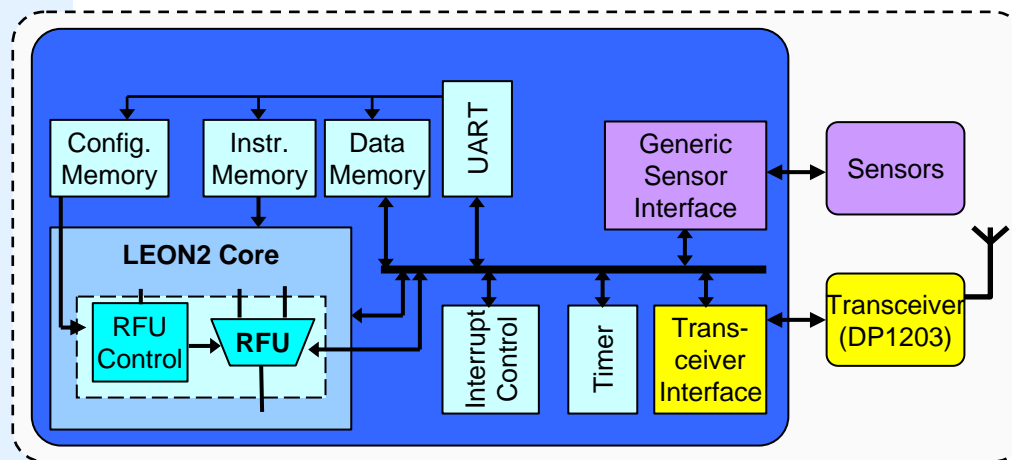 Config.
Memory
Instr.
Memory
Data
Memory
UART
Generic
Sensor
Interface
Sensors
LEON2 Core
RFU
Control
RFU
Interrupt
Control
Timer
Trans-
ceiver
Interface
Transceiver
(DP1203)